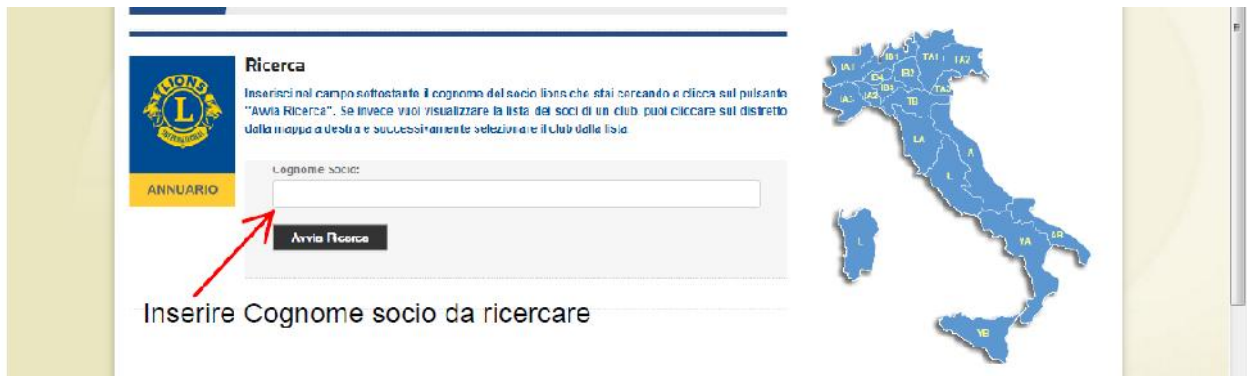 Ricerca
Inserisci nel campo sottostante il cognome del socio lions che stai cercando e clicca sul pulsante
"Avvia Ricerca". Se invece vuoi visualizzare la lista dei soci di un club, puoi cliccare sul distretto
dalla mappa a destra e successivamente selezionare il club dalla lista.
LIONS
L
INTERNATIONAL
ANNUARIO
Cognome Socio:
Avvia Ricerca
Inserire Cognome socio da ricercare
IA1
IB1
TA1
TA2
IB4
IB2
IA3
IA2
IB3
TB
TA3
LA
A
L
L
YA
AB
YB